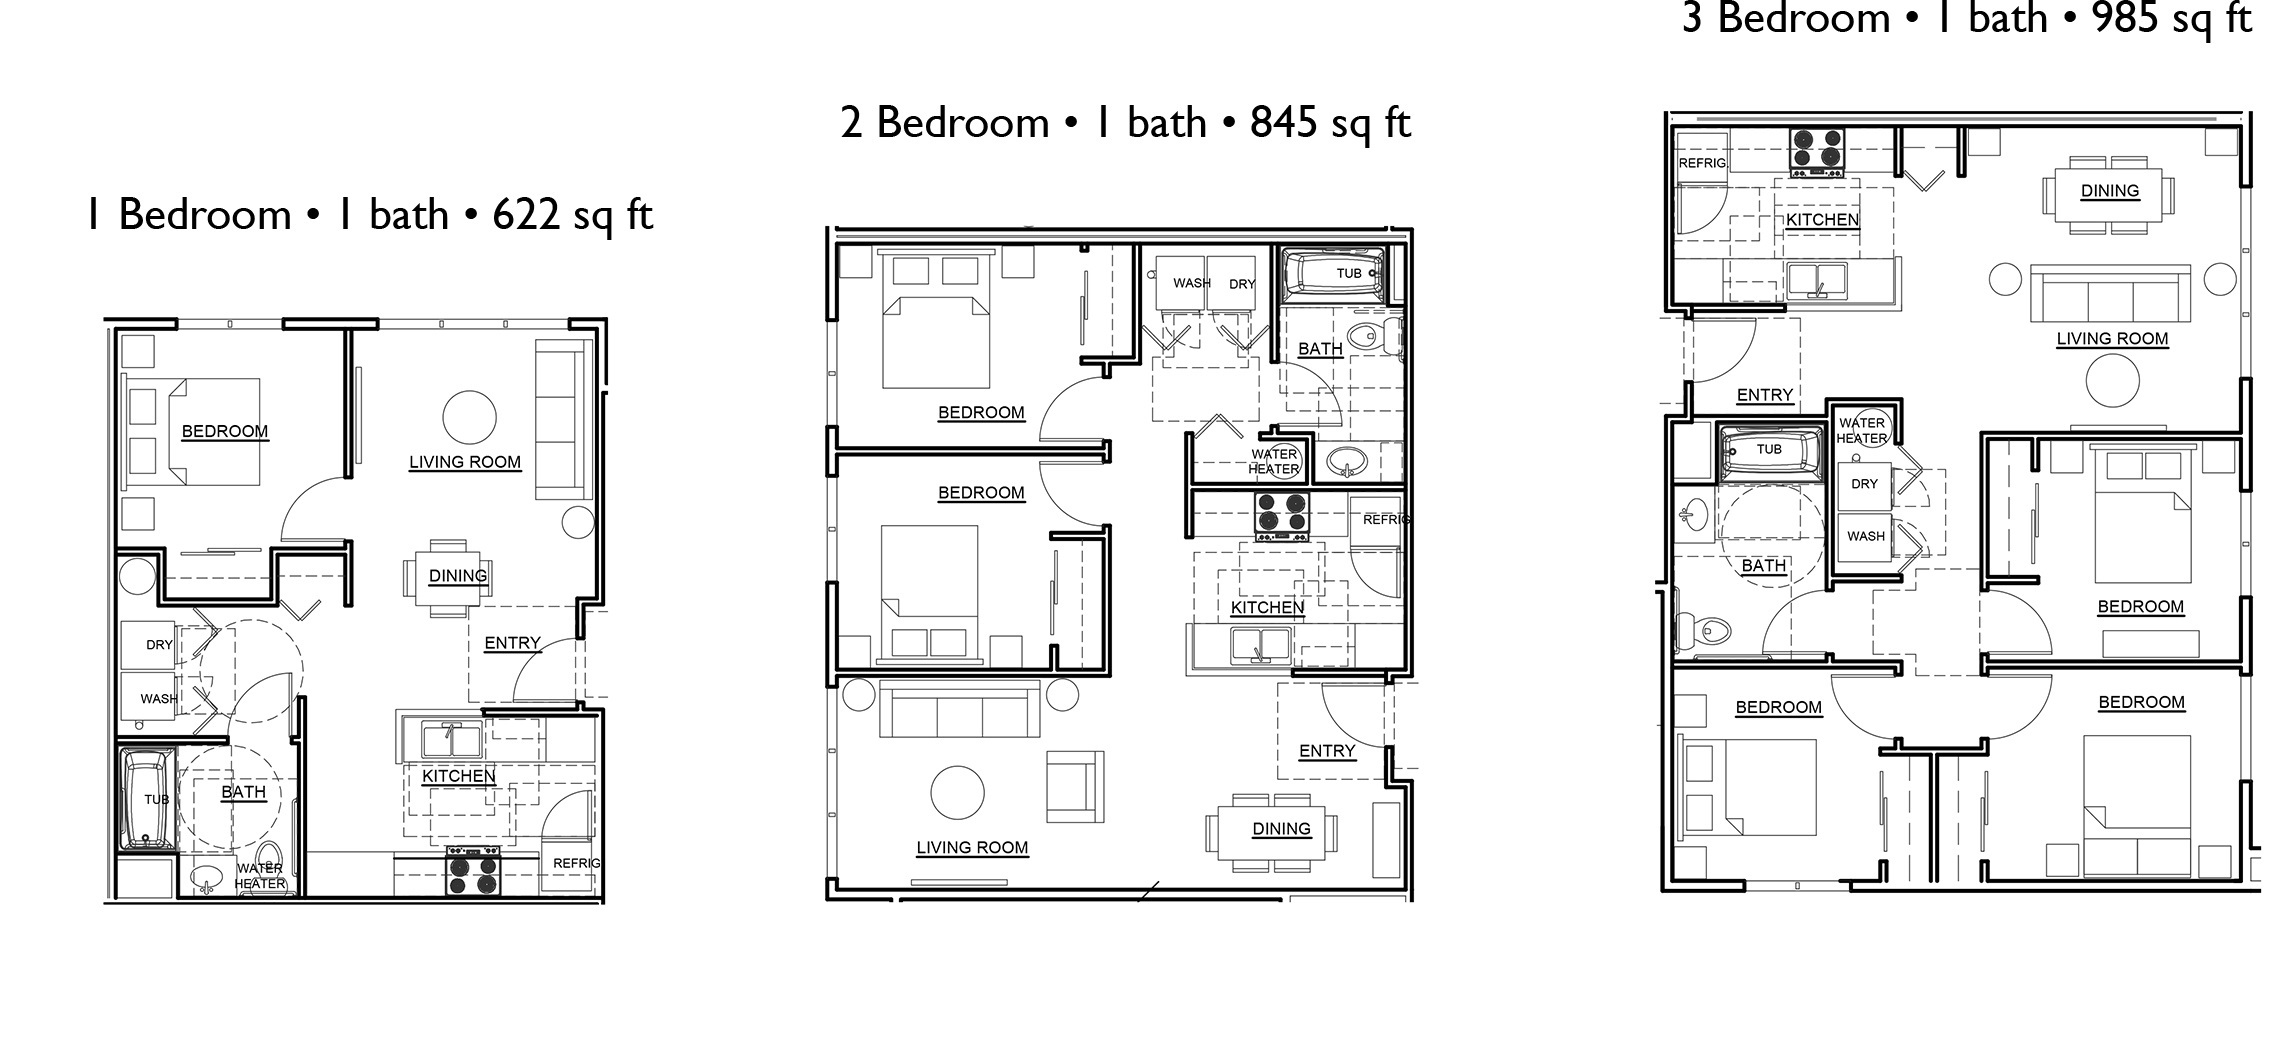 1 Bedroom • 1 bath • 622 sq ft
BEDROOM
LIVING ROOM
DINING
DRY
ENTRY
WASH
KITCHEN
TUB
BATH
REFRIG
WATER
HEATER
2 Bedroom • 1 bath • 845 sq ft
WASH
DRY
TUB
BATH
BEDROOM
WATER
HEATER
BEDROOM
REFRIG
KITCHEN
ENTRY
DINING
LIVING ROOM
3 Bedroom • 1 bath • 985 sq ft
REFRIG.
DINING
KITCHEN
LIVING ROOM
ENTRY
WATER
HEATER
TUB
DRY
WASH
BATH
BEDROOM
BEDROOM
BEDROOM